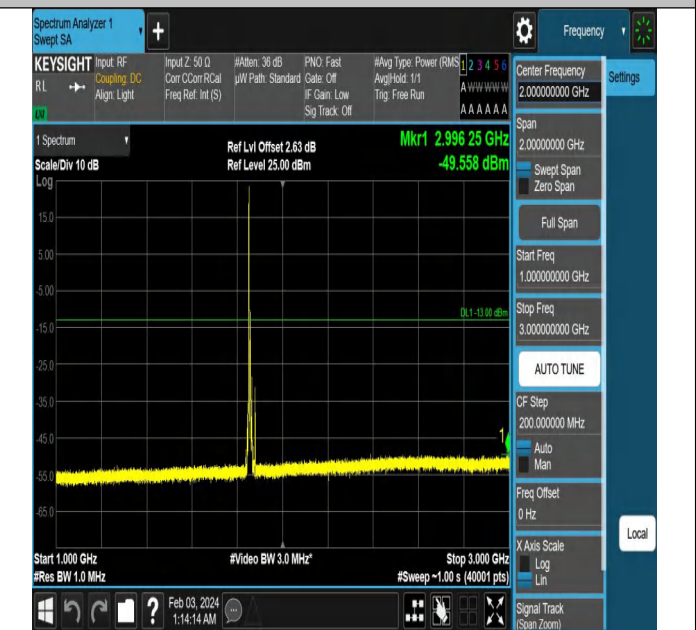 Spectrum Analyzer 1
Swept SA
+
Frequency
KEYSIGHT
RL
LXI
Input: RF
Coupling: DC
Align: Light
Input Z: 50 Ω
Corr CCorr RCal
Freq Ref: Int (S)
#Atten: 36 dB
µW Path: Standard
PNO: Fast
Gate: Off
IF Gain: Low
Sig Track: Off
#Avg Type: Power (RMS
Avg|Hold: 1/1
Trig: Free Run
1 2 3 4 5 6
A W W W W W
A A A A A A
1 Spectrum
Scale/Div 10 dB
Log
Ref Lvl Offset 2.63 dB
Ref Level 25.00 dBm
Mkr1 2.996 25 GHz
-49.558 dBm
15.0
5.00
-5.00
-15.0
-25.0
-35.0
-45.0
-55.0
-65.0
DL1 -13.00 dBm
1
Start 1.000 GHz
#Res BW 1.0 MHz
#Video BW 3.0 MHz*
Stop 3.000 GHz
#Sweep ~1.00 s (40001 pts)
Center Frequency
2.00000000 GHz
Span
2.00000000 GHz
Swept Span
Zero Span
Full Span
Start Freq
1.000000000 GHz
Stop Freq
3.000000000 GHz
AUTO TUNE
CF Step
200.000000 MHz
Auto
Man
Freq Offset
0 Hz
X Axis Scale
Log
Lin
Signal Track
(Span Zoom)
Settings
Local
?
Feb 03, 2024
1:14:14 AM